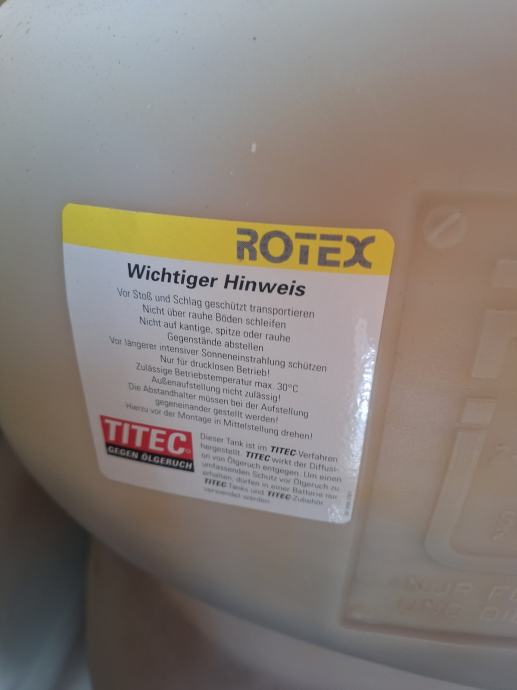 ROTEX
Wichtiger Hinweis
Vor Stoß und Schlag geschützt transportieren
Nicht über rauhe Böden schleifen
Nicht auf kantige, spitze oder rauhe
Gegenstände abstellen
Vor längerer intensiver Sonneneinstrahlung schützen
Nur für drucklosen Betrieb!
Zulässige Betriebstemperatur max. 30°C
Außenaufstellung nicht zulässig!
Die Abstandhalter müssen bei der Aufstellung
gegeneinander gestellt werden!
Hierzu vor der Montage in Mittelstellung drehen!
TITEC
GEGEN ÖLGERUCH
Dieser Tank ist im TITEC-Verfahren
hergestellt. TITEC wirkt der Diffusi-
on von Ölgeruch entgegen. Um einen
umfassenden Schutz vor Ölgeruch zu
erhalten, dürfen in einer Batterie nur
TITEC-Tanks und TITEC-Zubehör
verwendet werden.
NUR F
UND DI